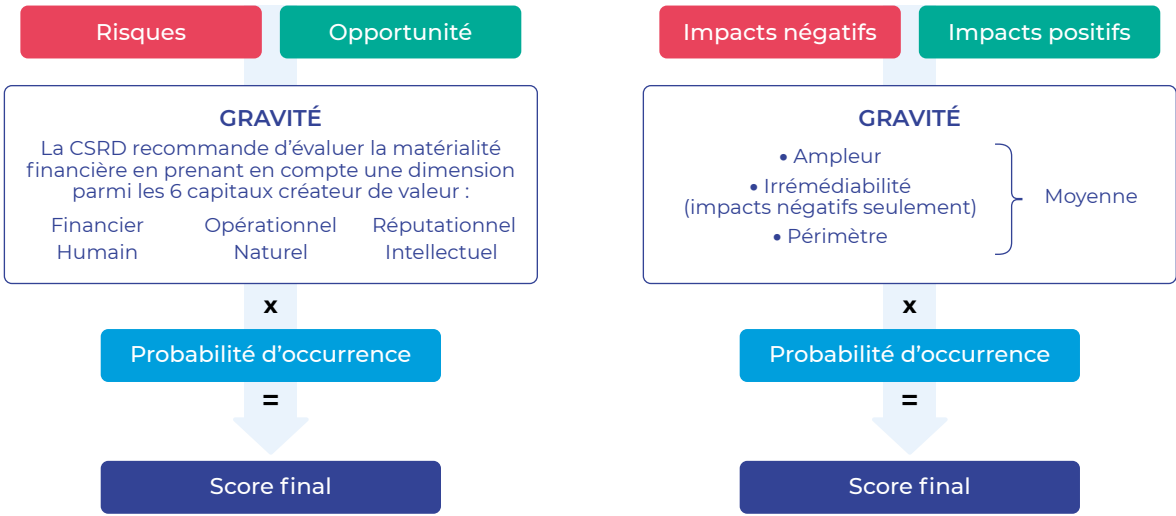 Risques
Opportunité
GRAVITÉ
La CSRD recommande d'évaluer la matérialité
financière en prenant en compte une dimension
parmi les 6 capitaux créateur de valeur :
Financier Opérationnel Réputationnel
Humain Naturel Intellectuel
x
Probabilité d'occurrence
=
Score final
Impacts négatifs
Impacts positifs
GRAVITÉ
• Ampleur
• Irrémédiabilité
(impacts négatifs seulement)
• Périmètre
Moyenne
x
Probabilité d'occurrence
=
Score final